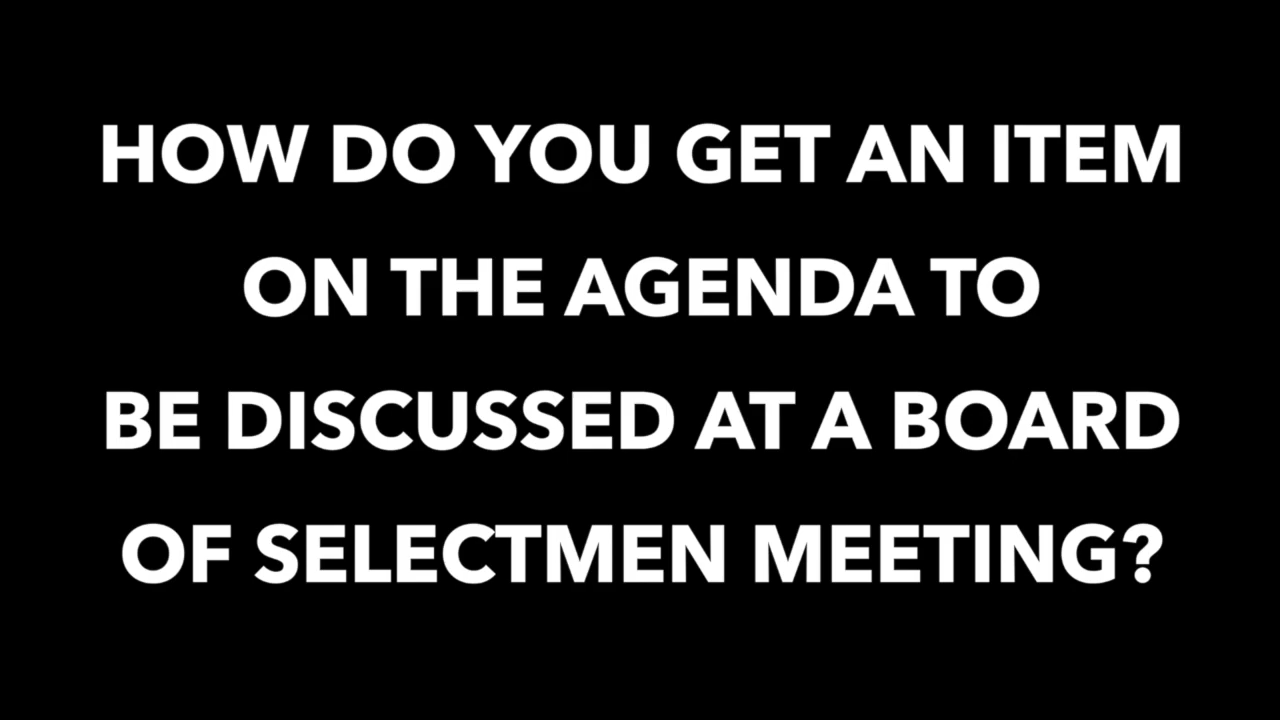 HOW DO YOU GET AN ITEM
ON THE AGENDA TO
BE DISCUSSED AT A BOARD
OF SELECTMEN MEETING?